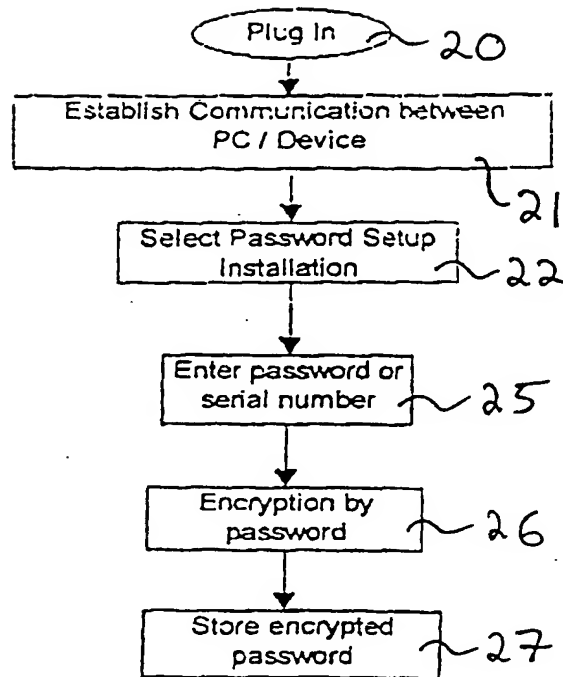 Plug In
20
Establish Communication between
PC / Device
21
Select Password Setup
Installation
22
Enter password or
serial number
25
Encryption by
password
26
Store encrypted
password
27